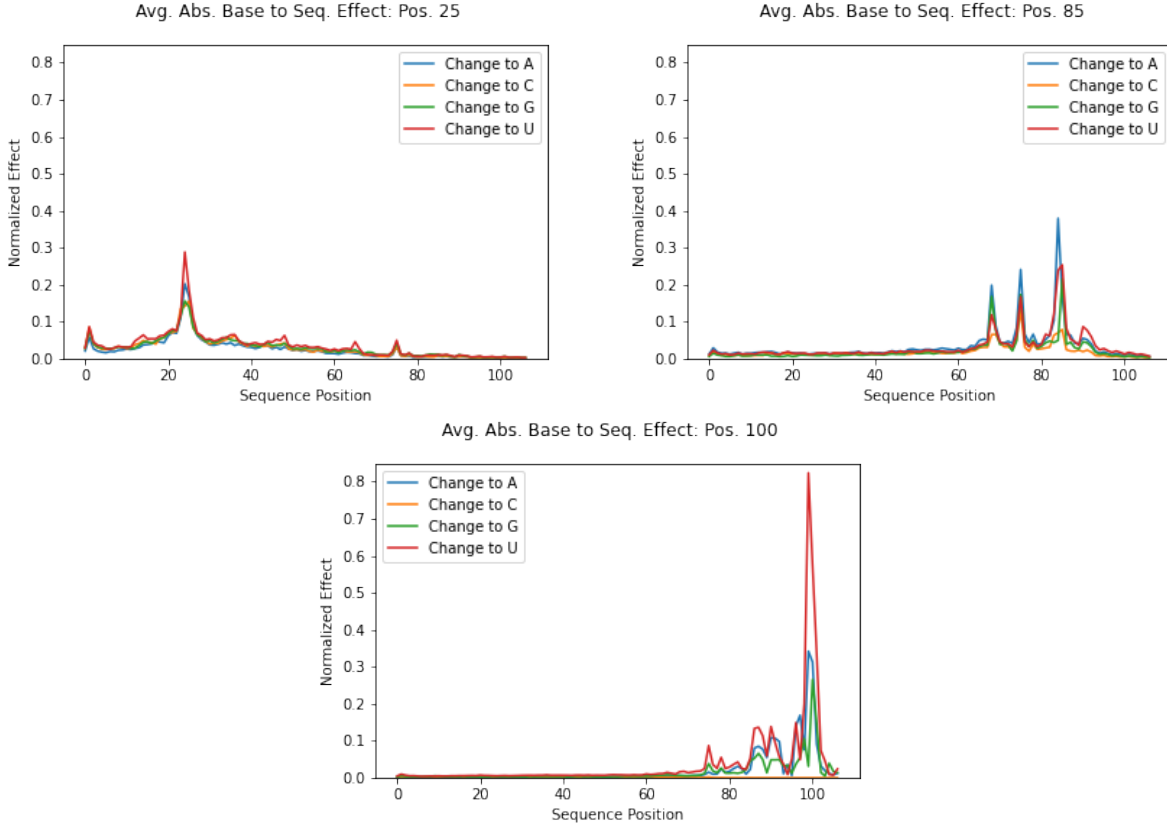 Avg. Abs. Base to Seq. Effect: Pos. 25
0.8
0.7
0.6
0.5
0.4
0.3
0.2
0.1
0.0
Normalized Effect
Change to A
Change to C
Change to G
Change to U
0 20 40 60 80 100
Sequence Position
Avg. Abs. Base to Seq. Effect: Pos. 85
0.8
0.7
0.6
0.5
0.4
0.3
0.2
0.1
0.0
Normalized Effect
Change to A
Change to C
Change to G
Change to U
0 20 40 60 80 100
Sequence Position
Avg. Abs. Base to Seq. Effect: Pos. 100
0.8
0.7
0.6
0.5
0.4
0.3
0.2
0.1
0.0
Normalized Effect
Change to A
Change to C
Change to G
Change to U
0 20 40 60 80 100
Sequence Position